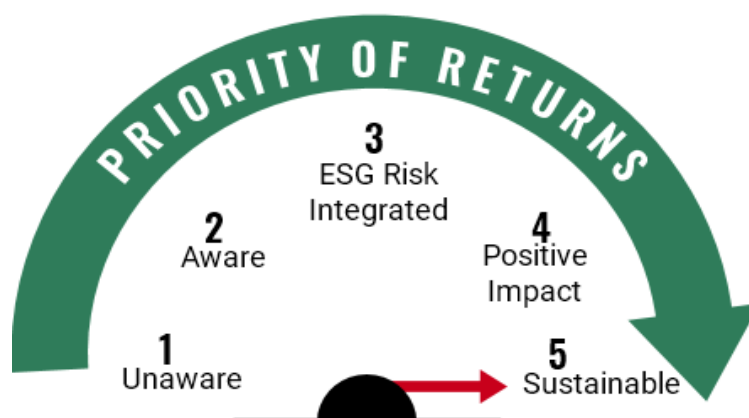 PRIORITY OF RETURNS
1
Unaware
2
Aware
3
ESG Risk
Integrated
4
Positive
Impact
5
Sustainable